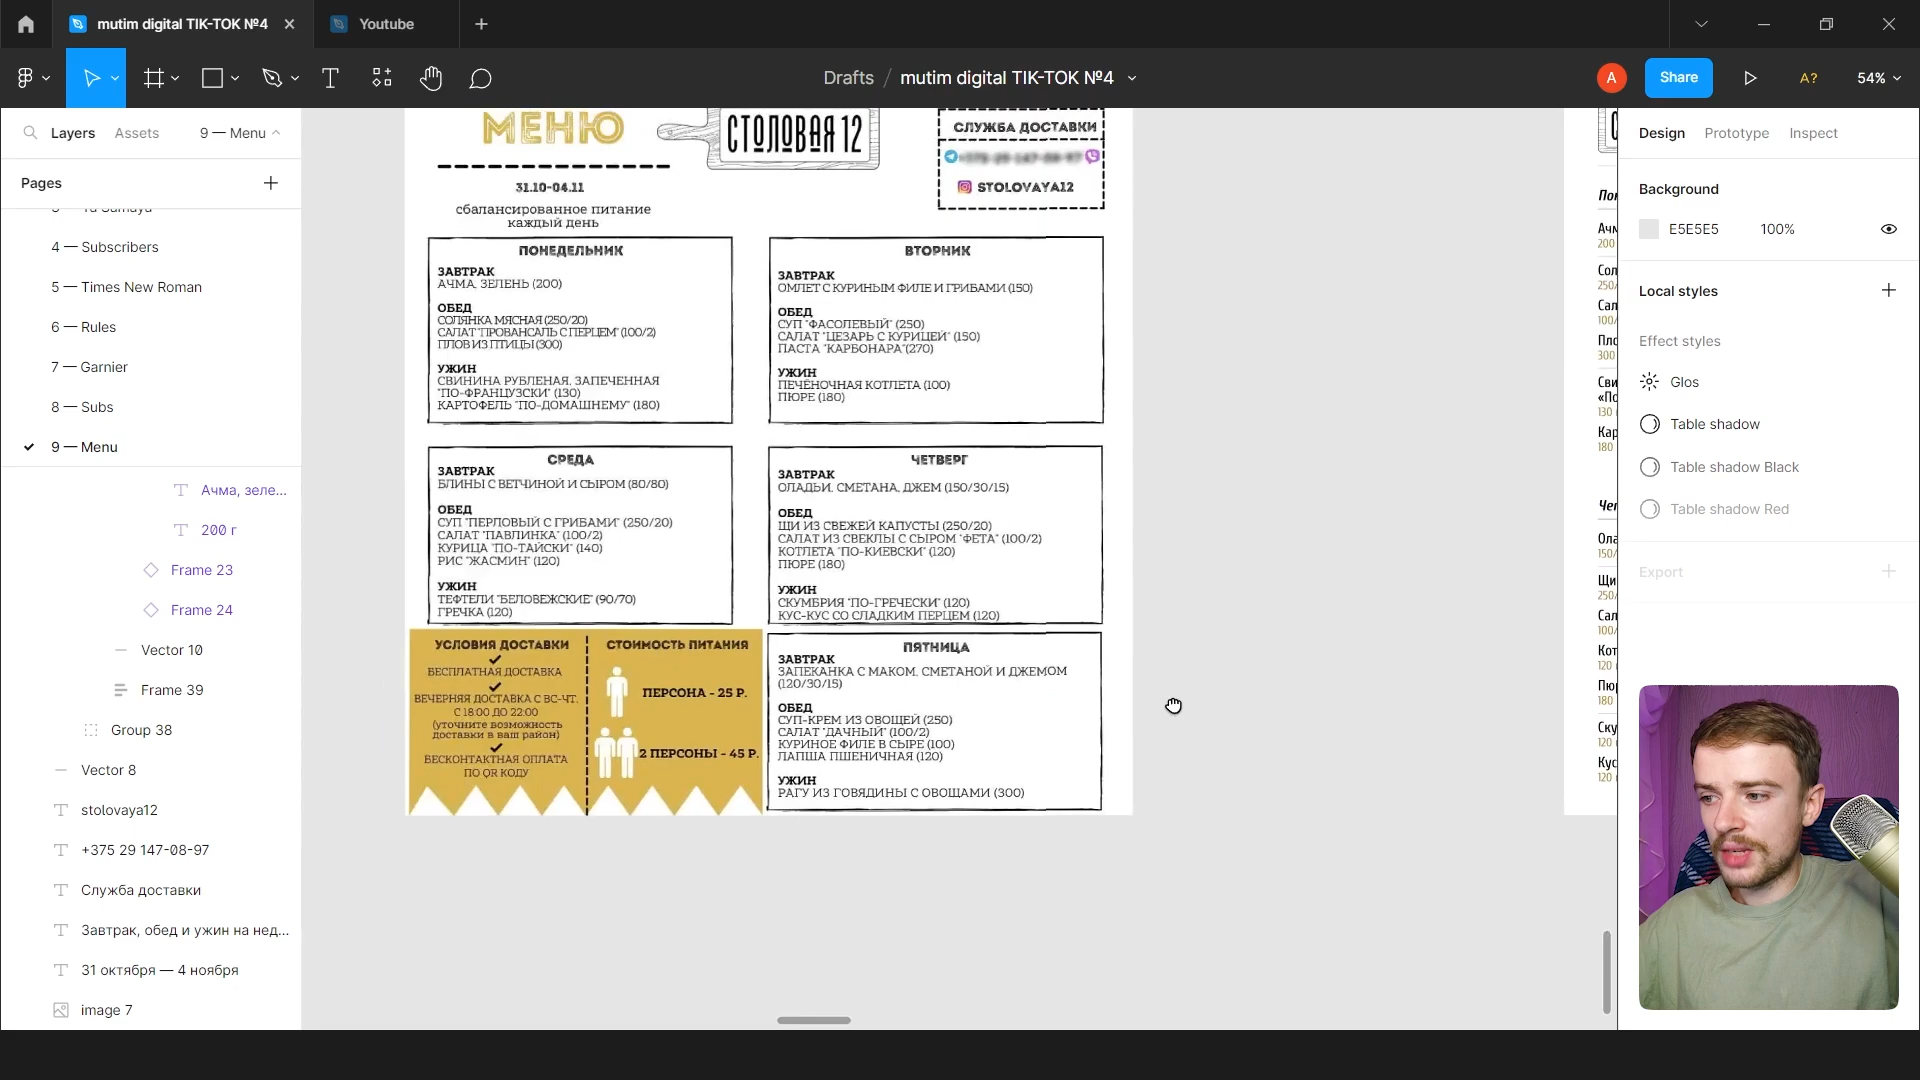 mutim digital TIK-TOK №4
Youtube
Drafts / mutim digital TIK-TOK №4
A
Share
A?
54%
Layers
Assets
9 — Menu
Pages
4 — Subscribers
5 — Times New Roman
6 — Rules
7 — Garnier
8 — Subs
9 — Menu
Ачма, зеле...
200 г
Frame 23
Frame 24
Vector 10
Frame 39
Group 38
Vector 8
stolovaya12
+375 29 147-08-97
Служба доставки
Завтрак, обед и ужин на нед...
31 октября — 4 ноября
image 7
МЕНЮ
31.10-04.11
сбалансированное питание
каждый день
СТОЛОВАЯ 12
СЛУЖБА ДОСТАВКИ
STOLOVAYA12
ПОНЕДЕЛЬНИК
ЗАВТРАК
АЧМА, ЗЕЛЕНЬ (200)
ОБЕД
СОЛЯНКА МЯСНАЯ (250/20)
САЛАТ "ПРОВАНСАЛЬ С ПЕРЦЕМ" (100/2)
ПЛОВ ИЗ ПТИЦЫ (300)
УЖИН
СВИНИНА РУБЛЕНАЯ, ЗАПЕЧЕННАЯ
"ПО-ФРАНЦУЗСКИ" (130)
КАРТОФЕЛЬ "ПО-ДОМАШНЕМУ" (180)
ВТОРНИК
ЗАВТРАК
ОМЛЕТ С КУРИНЫМ ФИЛЕ И ГРИБАМИ (150)
ОБЕД
СУП "ФАСОЛЕВЫЙ" (250)
САЛАТ "ЦЕЗАРЬ С КУРИЦЕЙ" (150)
ПАСТА "КАРБОНАРА"(270)
УЖИН
ПЕЧЁНОЧНАЯ КОТЛЕТА (100)
ПЮРЕ (180)
СРЕДА
ЗАВТРАК
БЛИНЫ С ВЕТЧИНОЙ И СЫРОМ (80/80)
ОБЕД
СУП "ПЕРЛОВЫЙ С ГРИБАМИ" (250/20)
САЛАТ "ПАВЛИНКА" (100/2)
КУРИЦА "ПО-ТАЙСКИ" (140)
РИС "ЖАСМИН" (120)
УЖИН
ТЕФТЕЛИ "БЕЛОВЕЖСКИЕ" (90/70)
ГРЕЧКА (120)
ЧЕТВЕРГ
ЗАВТРАК
ОЛАДЬИ, СМЕТАНА, ДЖЕМ (150/30/15)
ОБЕД
ЩИ ИЗ СВЕЖЕЙ КАПУСТЫ (250/20)
САЛАТ ИЗ СВЕКЛЫ С СЫРОМ "ФЕТА" (100/2)
КОТЛЕТА "ПО-КИЕВСКИ" (120)
ПЮРЕ (180)
УЖИН
СКУМБРИЯ "ПО-ГРЕЧЕСКИ" (120)
КУС-КУС СО СЛАДКИМ ПЕРЦЕМ (120)
УСЛОВИЯ ДОСТАВКИ
БЕСПЛАТНАЯ ДОСТАВКА
ВЕЧЕРНЯЯ ДОСТАВКА С ВС-ЧТ.
С 18:00 ДО 22:00
(уточните возможность
доставки в ваш район)
БЕСКОНТАКТНАЯ ОПЛАТА
ПО QR КОДУ
СТОИМОСТЬ ПИТАНИЯ
ПЕРСОНА - 25 Р.
2 ПЕРСОНЫ - 45 Р.
ПЯТНИЦА
ЗАВТРАК
ЗАПЕКАНКА С МАКОМ, СМЕТАНОЙ И ДЖЕМОМ
(120/30/15)
ОБЕД
СУП-КРЕМ ИЗ ОВОЩЕЙ (250)
САЛАТ "ДАЧНЫЙ" (100/2)
КУРИНОЕ ФИЛЕ В СЫРЕ (100)
ЛАПША ПШЕНИЧНАЯ (120)
УЖИН
РАГУ ИЗ ГОВЯДИНЫ С ОВОЩАМИ (300)
Design
Prototype
Inspect
Background
E5E5E5
100%
Local styles
Effect styles
Glos
Table shadow
Table shadow Black
Table shadow Red
Export